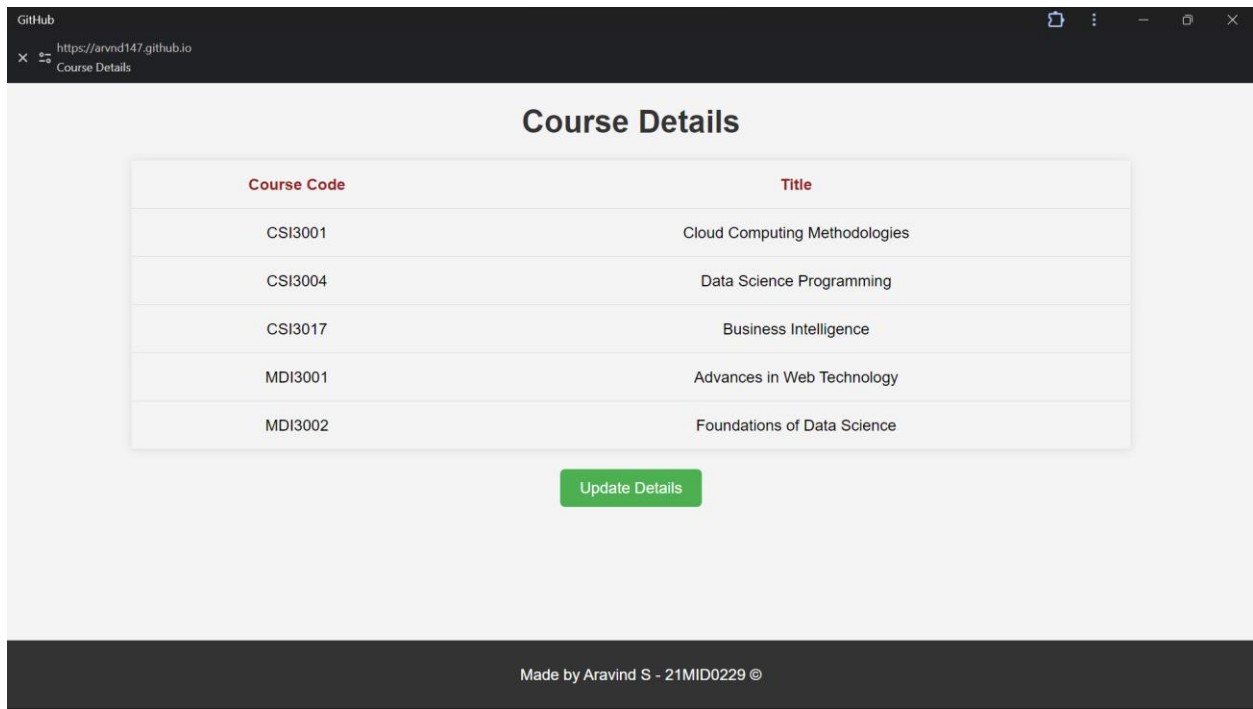 GitHub
https://arvnd147.github.io
Course Details
Course Details
Course Code Title
CSI3001 Cloud Computing Methodologies
CSI3004 Data Science Programming
CSI3017 Business Intelligence
MDI3001 Advances in Web Technology
MDI3002 Foundations of Data Science
Update Details
Made by Aravind S - 21MID0229 ©